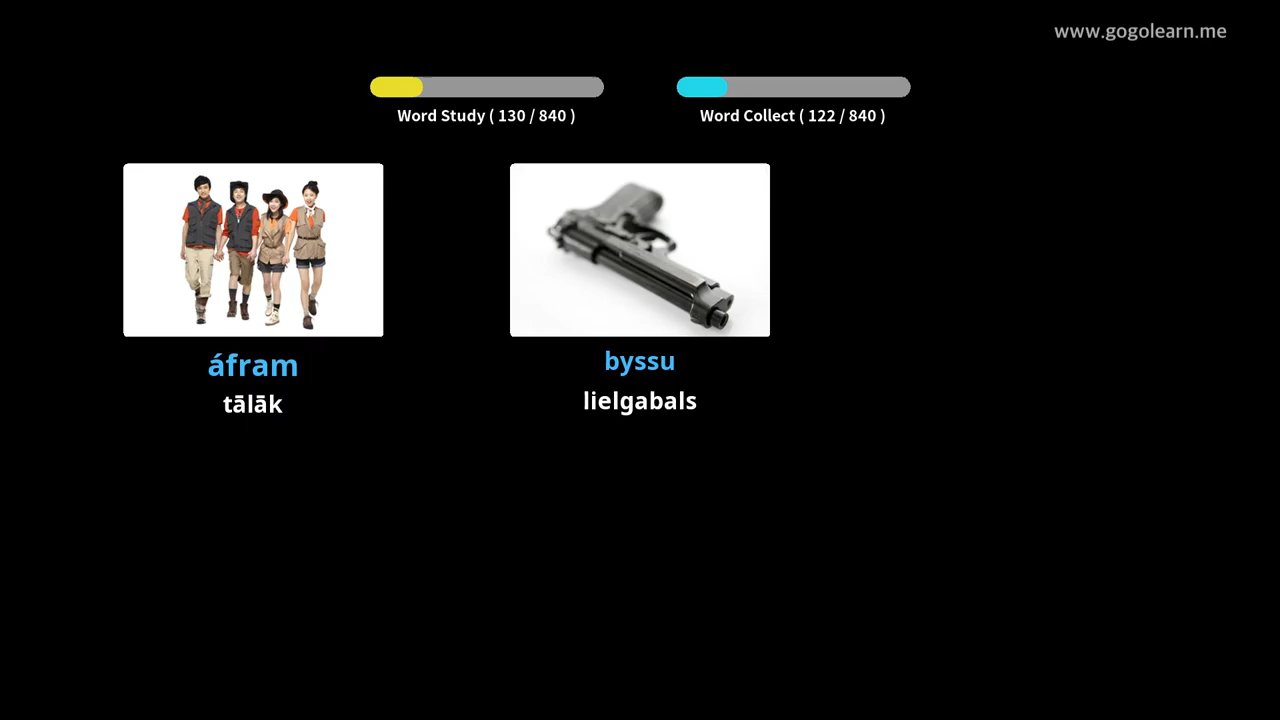 www.gogolearn.me
Word Study ( 130 / 840 )
Word Collect ( 122 / 840 )
áfram
tālāk
byssu
lielgabals